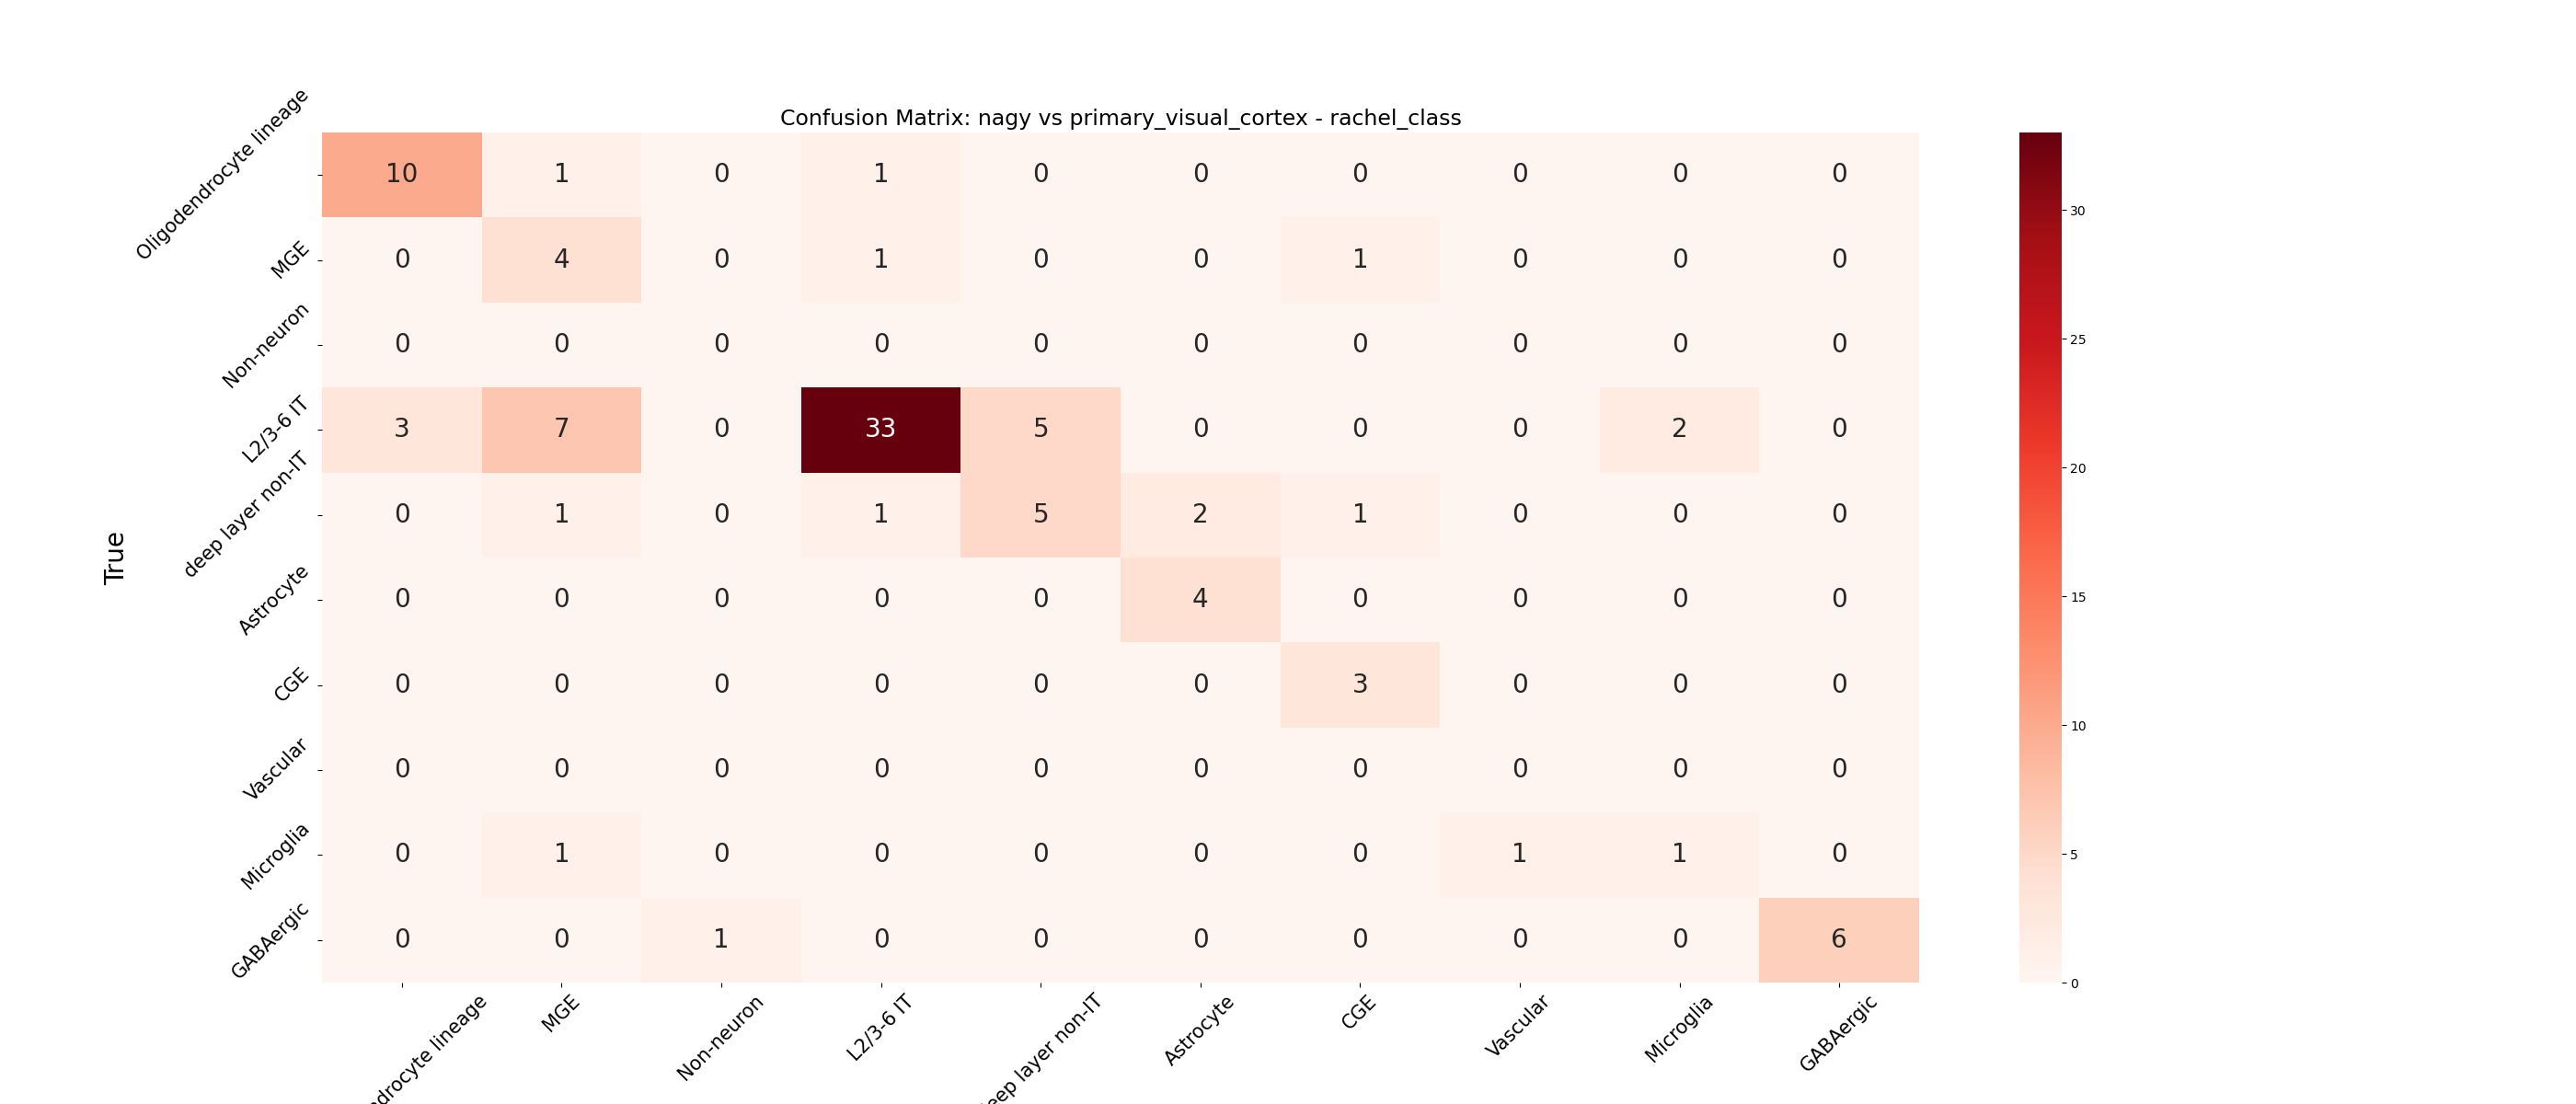 Confusion Matrix: nagy vs primary_visual_cortex - rachel_class
True
Oligodendrocyte lineage 10 1 0 1 0 0 0 0 0 0
MGE 0 4 0 1 0 0 1 0 0 0
Non-neuron 0 0 0 0 0 0 0 0 0 0
L2/3-6 IT 3 7 0 33 5 0 0 0 2 0
deep layer non-IT 0 1 0 1 5 2 1 0 0 0
Astrocyte 0 0 0 0 0 4 0 0 0 0
CGE 0 0 0 0 0 0 3 0 0 0
Vascular 0 0 0 0 0 0 0 0 0 0
Microglia 0 1 0 0 0 0 0 1 1 0
GABAergic 0 0 1 0 0 0 0 0 0 6
lineage
MGE
Non-neuron
L2/3-6 IT
layer non-IT
Astrocyte
CGE
Vascular
Microglia
GABAergic
30
25
20
15
10
5
0